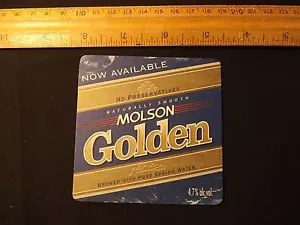 NOW AVAILABLE
NO PRESERVATIVES
NATURALLY SMOOTH
MOLSON
Golden
BREWED WITH PURE SPRING WATER
4.7% alc./vol.